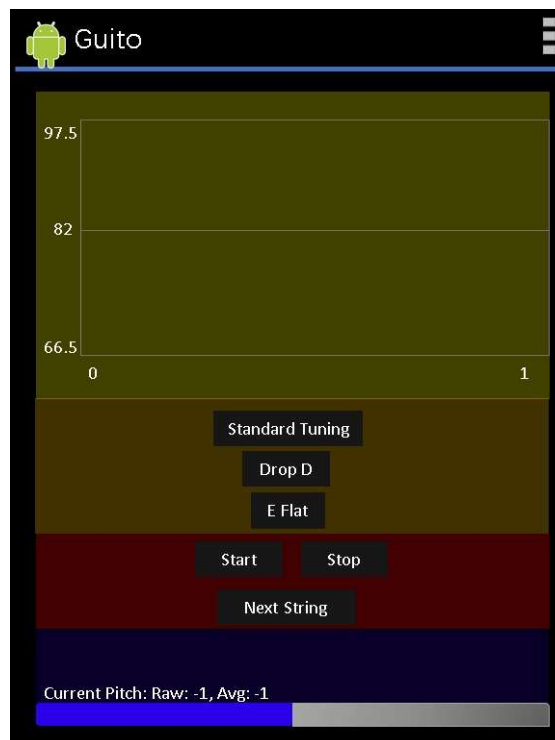 Guito
97.5
82
66.5
0 1
Standard Tuning
Drop D
E Flat
Start Stop
Next String
Current Pitch: Raw: -1, Avg: -1